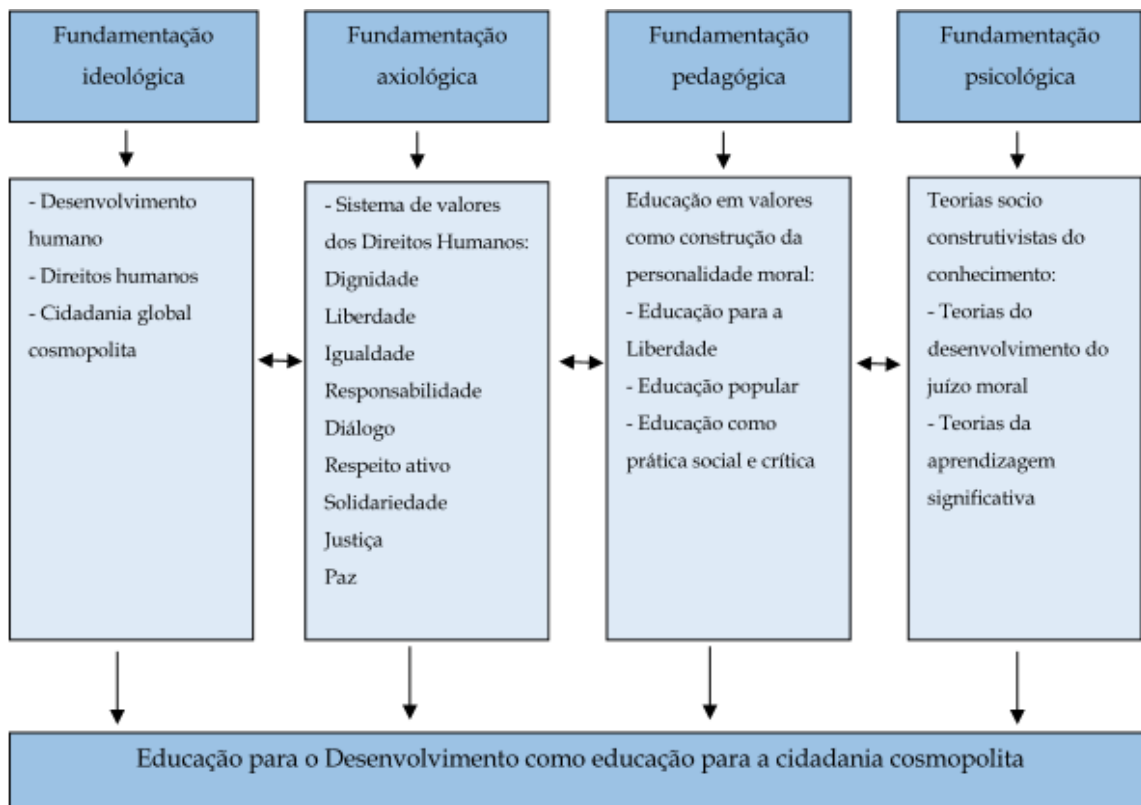 Fundamentação
ideológica
Fundamentação
axiológica
Fundamentação
pedagógica
Fundamentação
psicológica
- Desenvolvimento
humano
- Direitos humanos
- Cidadania global
cosmopolita
- Sistema de valores
dos Direitos Humanos:
Dignidade
Liberdade
Igualdade
Responsabilidade
Diálogo
Respeito ativo
Solidariedade
Justiça
Paz
Educação em valores
como construção da
personalidade moral:
- Educação para a
Liberdade
- Educação popular
- Educação como
prática social e crítica
Teorias socio
construtivistas do
conhecimento:
- Teorias do
desenvolvimento do
juízo moral
- Teorias da
aprendizagem
significativa
Educação para o Desenvolvimento como educação para a cidadania cosmopolita